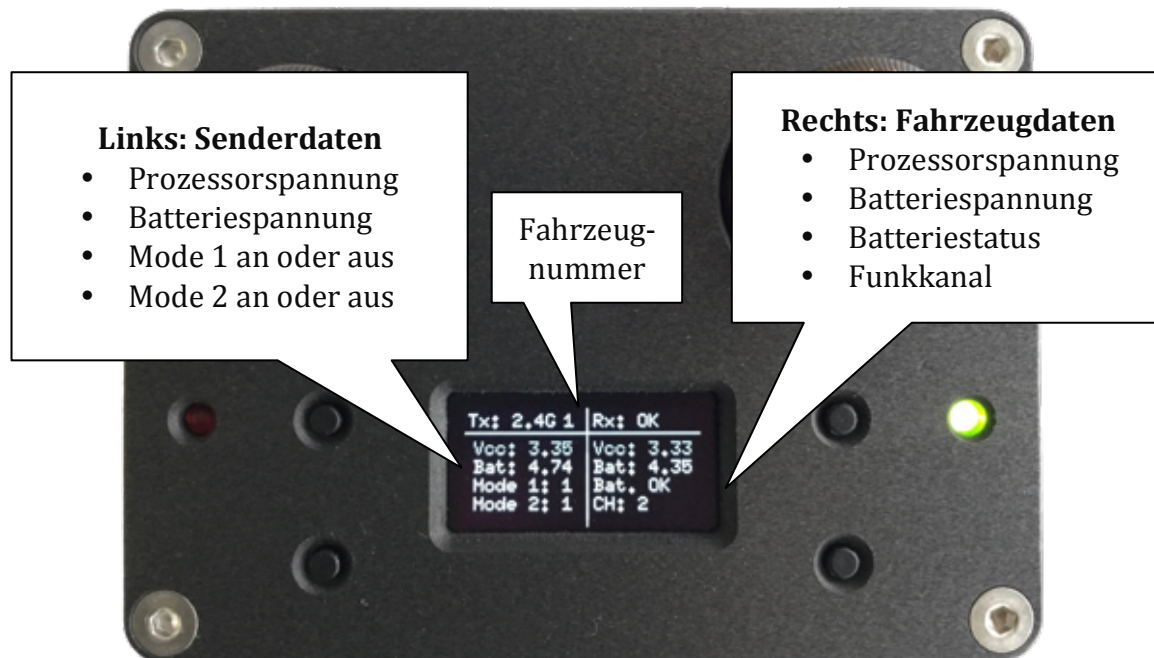 Links: Senderdaten
• Prozessorspannung
• Batteriespannung
• Mode 1 an oder aus
• Mode 2 an oder aus
Fahrzeug-
nummer
Rechts: Fahrzeugdaten
• Prozessorspannung
• Batteriespannung
• Batteriestatus
• Funkkanal
Tx: 2.4G 1 Rx: OK
Vcc: 3.35 Vcc: 3.33
Bat: 4.74 Bat: 4.35
Mode 1: 1 Bat. OK
Mode 2: 1 CH: 2